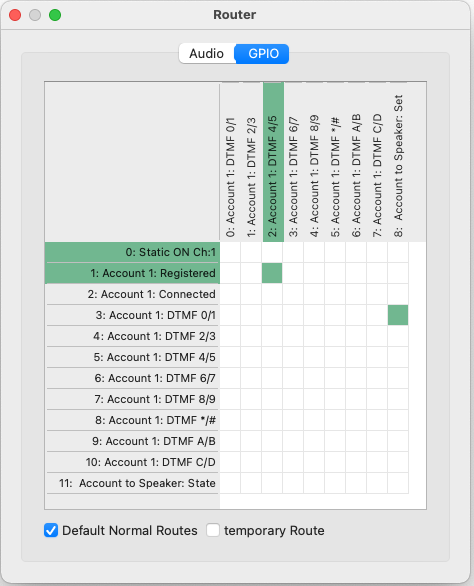 Router
Audio
GPIO
0: Account 1: DTMF 0/1
1: Account 1: DTMF 2/3
2: Account 1: DTMF 4/5
3: Account 1: DTMF 6/7
4: Account 1: DTMF 8/9
5: Account 1: DTMF */#
6: Account 1: DTMF A/B
7: Account 1: DTMF C/D
8: Account to Speaker: Set
0: Static ON Ch:1
1: Account 1: Registered
2: Account 1: Connected
3: Account 1: DTMF 0/1
4: Account 1: DTMF 2/3
5: Account 1: DTMF 4/5
6: Account 1: DTMF 6/7
7: Account 1: DTMF 8/9
8: Account 1: DTMF */#
9: Account 1: DTMF A/B
10: Account 1: DTMF C/D
11: Account to Speaker: State
Default Normal Routes
temporary Route